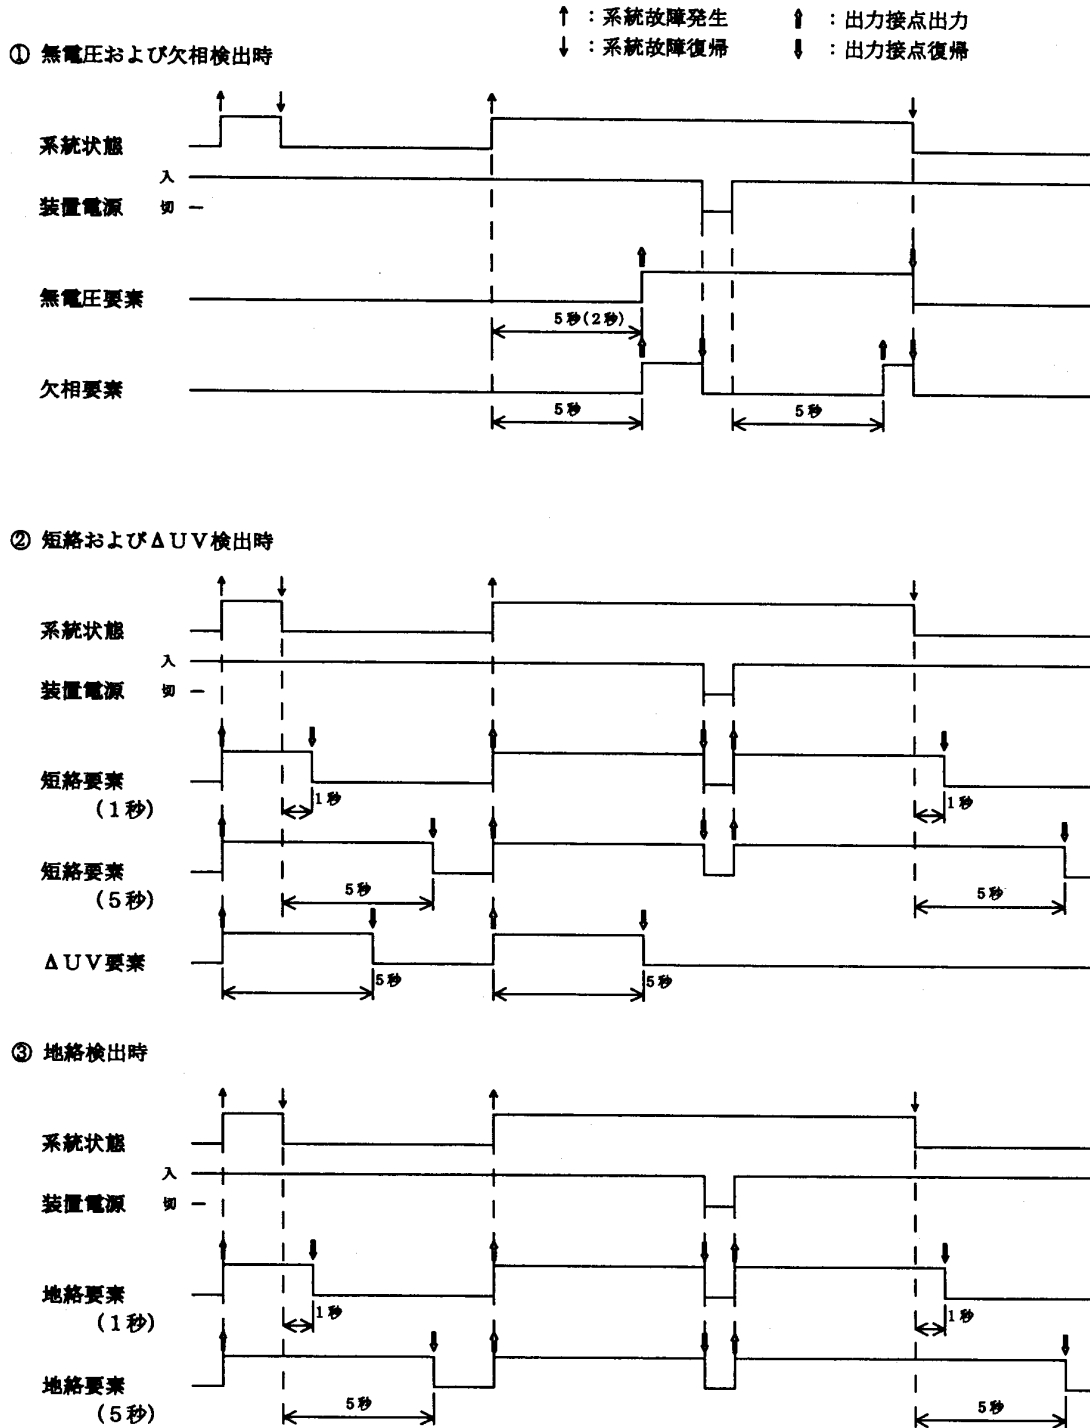 ↑ : 系統故障発生 ⇧ : 出力接点出力
↓ : 系統故障復帰 ⇩ : 出力接点復帰
① 無電圧および欠相検出時
系統状態
入
装置電源 切
無電圧要素
5秒(2秒)
欠相要素
5秒 5秒
② 短絡およびΔUV検出時
系統状態
入
装置電源 切
短絡要素
(1秒)
1秒 1秒
短絡要素
(5秒)
5秒 5秒
ΔUV要素
5秒 5秒
③ 地絡検出時
系統状態
入
装置電源 切
地絡要素
(1秒)
1秒 1秒
地絡要素
(5秒)
5秒 5秒